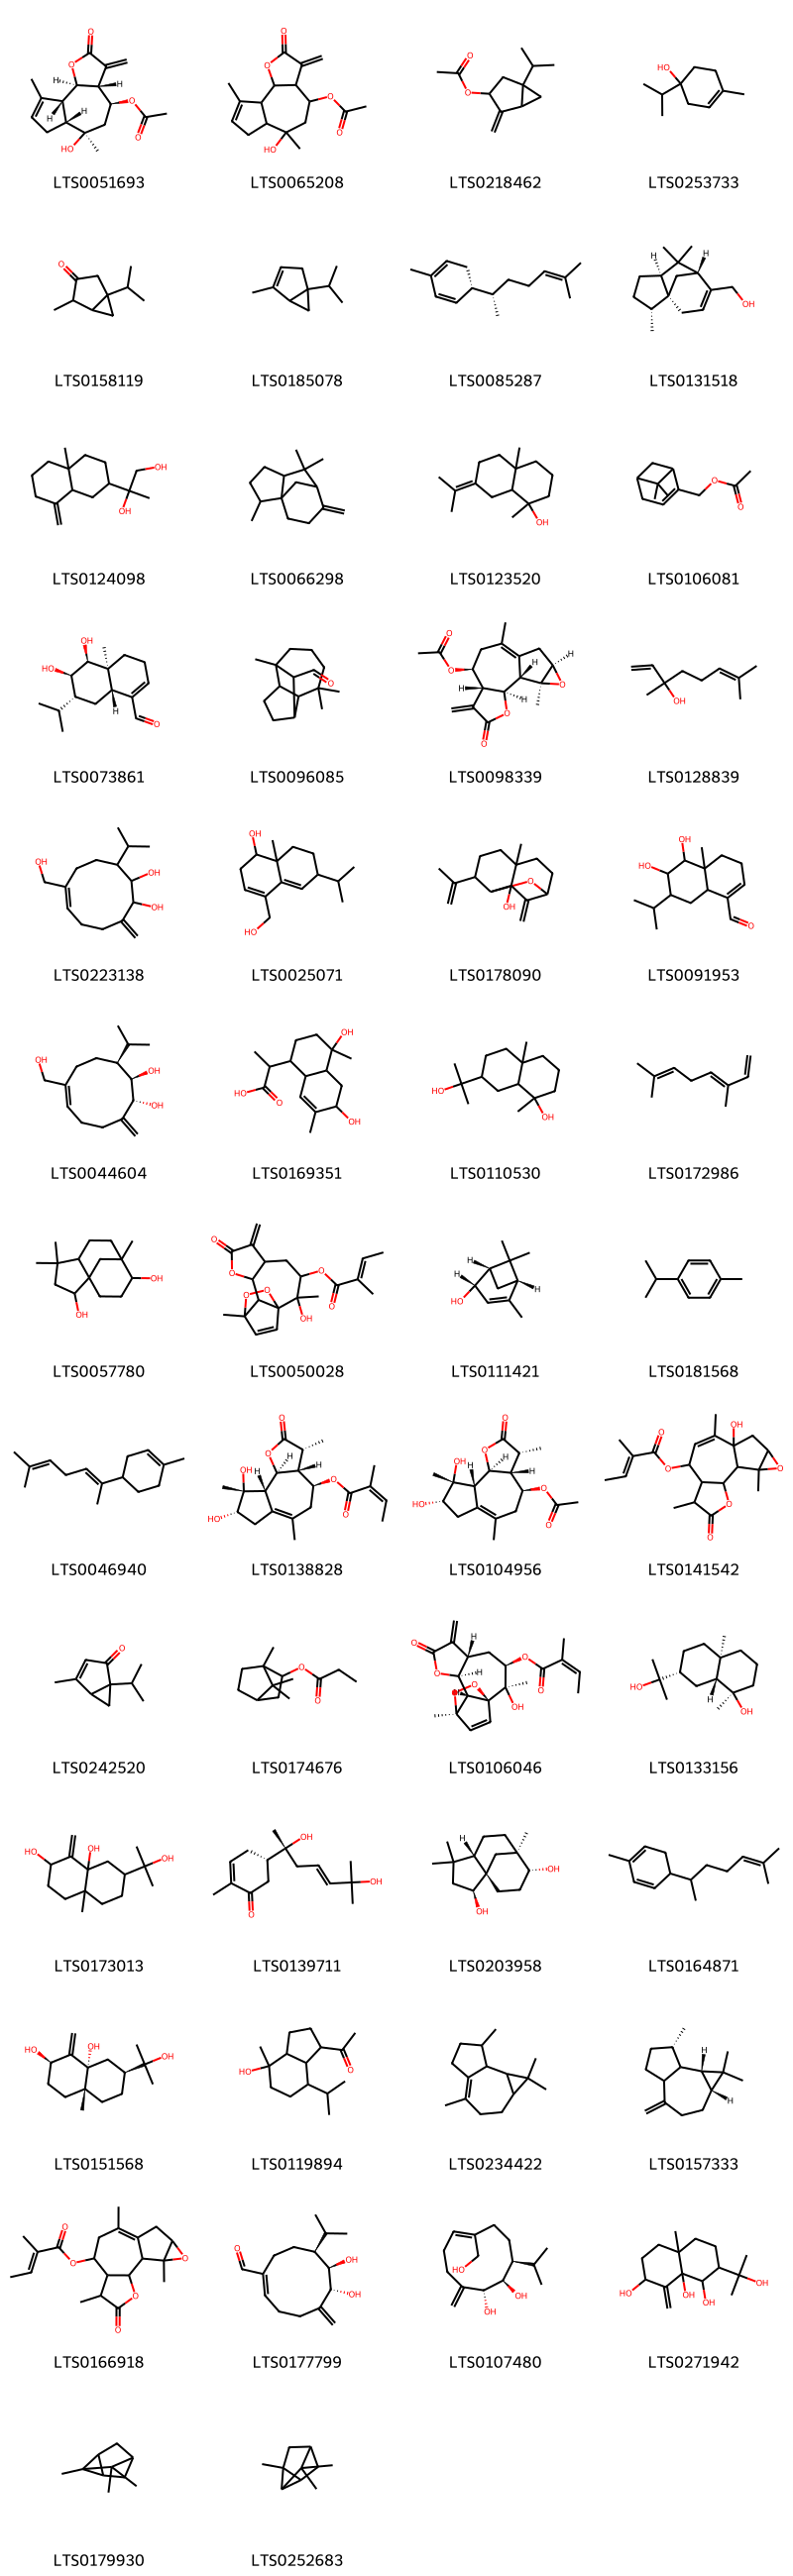 LTS0051693 LTS0065208 LTS0218462 LTS0253733
LTS0158119 LTS0185078 LTS0085287 LTS0131518
LTS0124098 LTS0066298 LTS0123520 LTS0106081
LTS0073861 LTS0096085 LTS0098339 LTS0128839
LTS0223138 LTS0025071 LTS0178090 LTS0091953
LTS0044604 LTS0169351 LTS0110530 LTS0172986
LTS0057780 LTS0050028 LTS0111421 LTS0181568
LTS0046940 LTS0138828 LTS0104956 LTS0141542
LTS0242520 LTS0174676 LTS0106046 LTS0133156
LTS0173013 LTS0139711 LTS0203958 LTS0164871
LTS0151568 LTS0119894 LTS0234422 LTS0157333
LTS0166918 LTS0177799 LTS0107480 LTS0271942
LTS0179930 LTS0252683